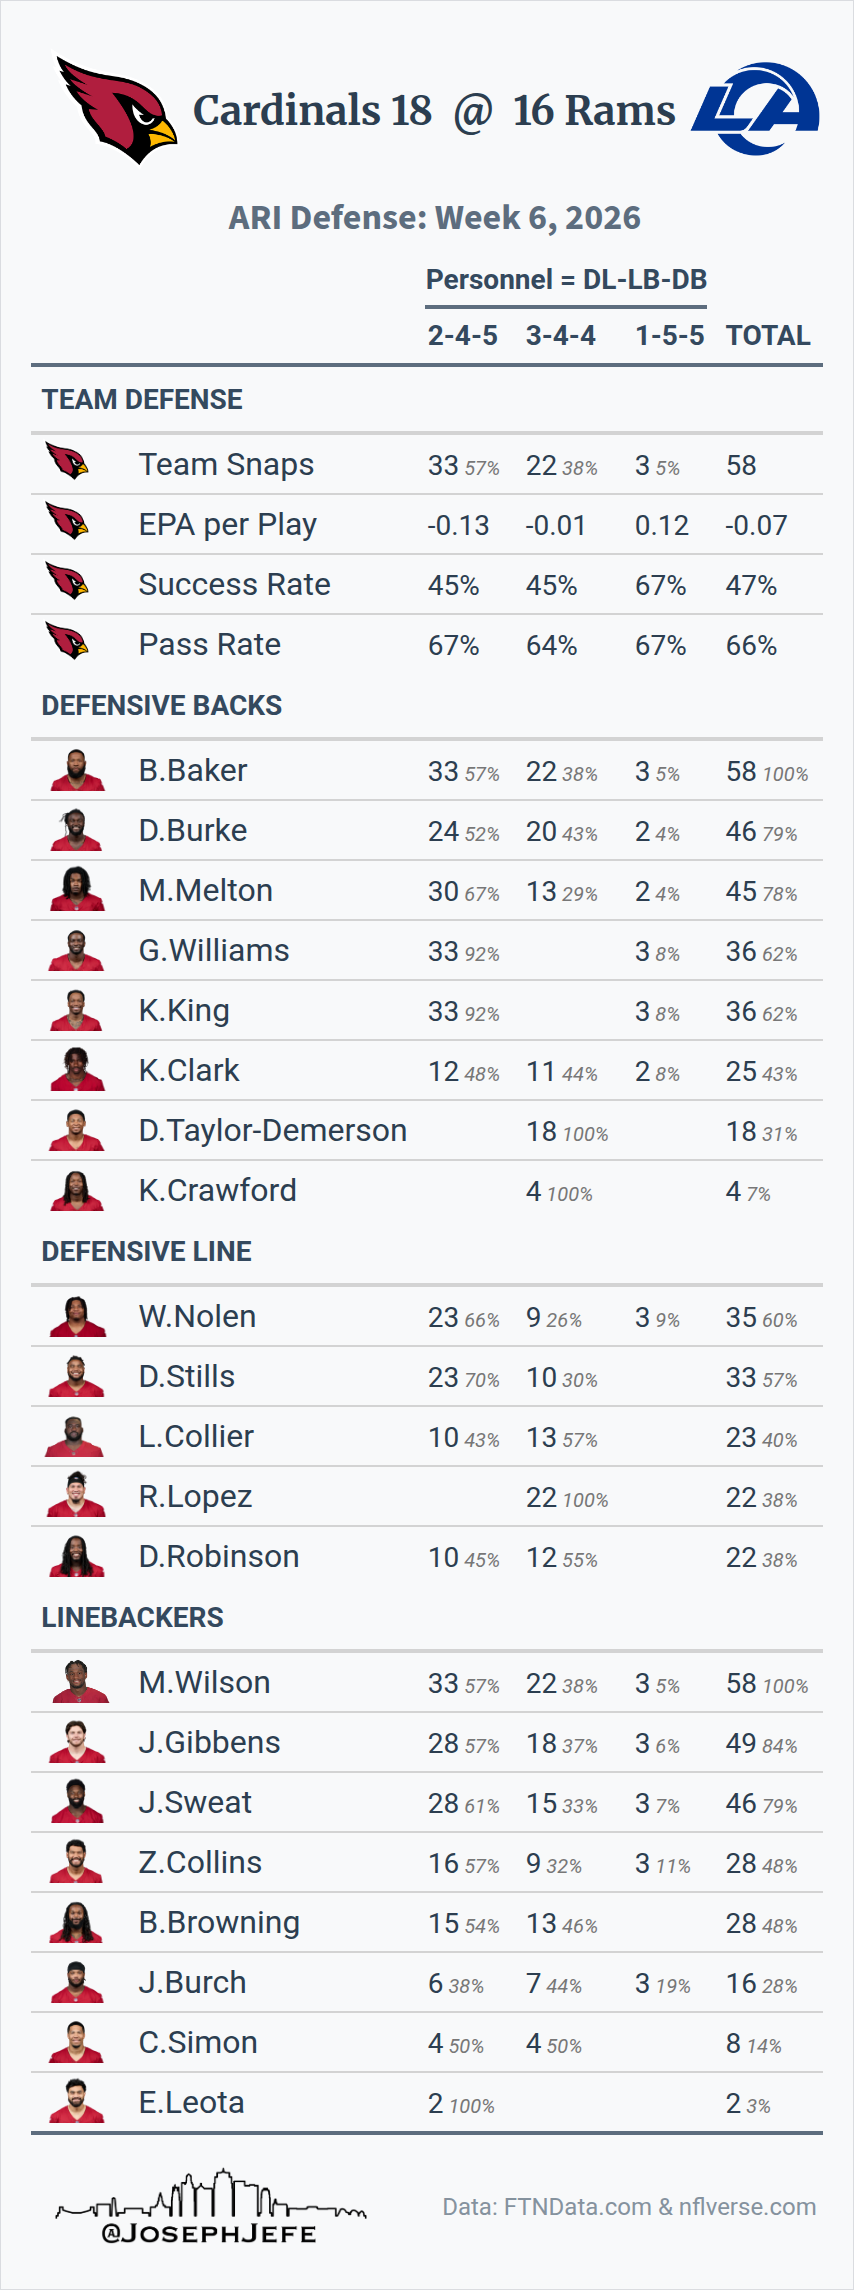 Cardinals 18 @ 16 Rams
LA
ARI Defense: Week 6, 2026
Personnel = DL-LB-DB
2-4-5 3-4-4 1-5-5 TOTAL
TEAM DEFENSE
Team Snaps 33 57% 22 38% 3 5% 58
EPA per Play -0.13 -0.01 0.12 -0.07
Success Rate 45% 45% 67% 47%
Pass Rate 67% 64% 67% 66%
DEFENSIVE BACKS
B.Baker 33 57% 22 38% 3 5% 58 100%
D.Burke 24 52% 20 43% 2 4% 46 79%
M.Melton 30 67% 13 29% 2 4% 45 78%
G.Williams 33 92% 3 8% 36 62%
K.King 33 92% 3 8% 36 62%
K.Clark 12 48% 11 44% 2 8% 25 43%
D.Taylor-Demerson 18 100% 18 31%
K.Crawford 4 100% 4 7%
DEFENSIVE LINE
W.Nolen 23 66% 9 26% 3 9% 35 60%
D.Stills 23 70% 10 30% 33 57%
L.Collier 10 43% 13 57% 23 40%
R.Lopez 22 100% 22 38%
D.Robinson 10 45% 12 55% 22 38%
LINEBACKERS
M.Wilson 33 57% 22 38% 3 5% 58 100%
J.Gibbens 28 57% 18 37% 3 6% 49 84%
J.Sweat 28 61% 15 33% 3 7% 46 79%
Z.Collins 16 57% 9 32% 3 11% 28 48%
B.Browning 15 54% 13 46% 28 48%
J.Burch 6 38% 7 44% 3 19% 16 28%
C.Simon 4 50% 4 50% 8 14%
E.Leota 2 100% 2 3%
@JOSEPHJEFE
Data: FTNData.com & nflverse.com